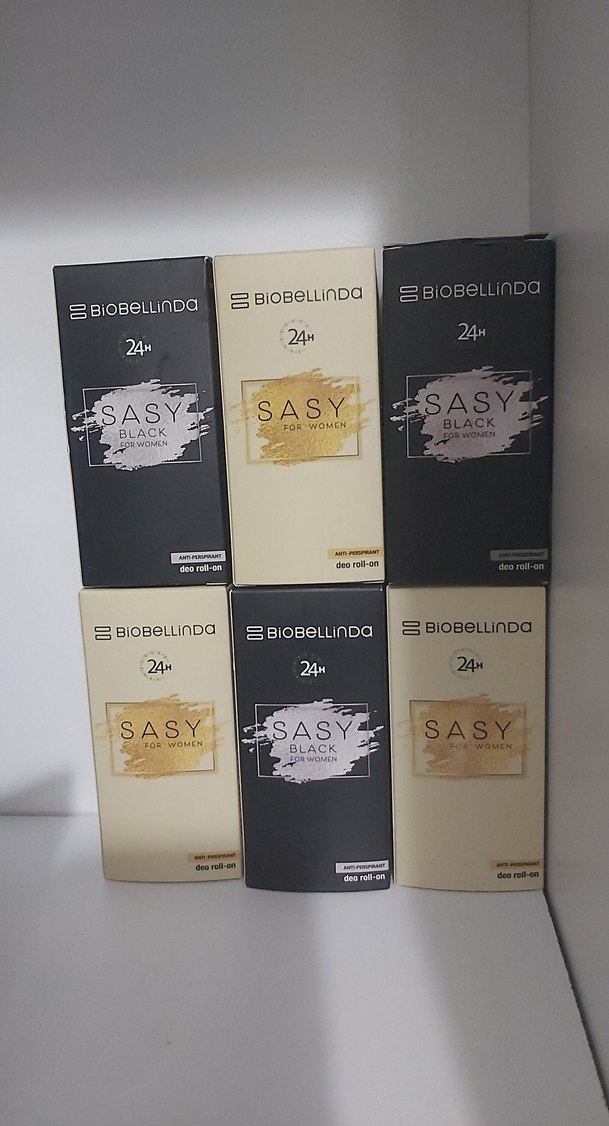 BIOBELLINDA
24H
SASY
BLACK
FOR WOMEN
ANTI-PERSPIRANT
deo roll-on
BIOBELLINDA
24H
SASY
FOR WOMEN
ANTI-PERSPIRANT
deo roll-on
BIOBELLINDA
24H
SASY
BLACK
FOR WOMEN
ANTI-PERSPIRANT
deo roll-on
BIOBELLINDA
24H
SASY
FOR WOMEN
ANTI-PERSPIRANT
deo roll-on
BIOBELLINDA
24H
SASY
BLACK
FOR WOMEN
ANTI-PERSPIRANT
deo roll-on
BIOBELLINDA
24H
SASY
FOR WOMEN
ANTI-PERSPIRANT
deo roll-on